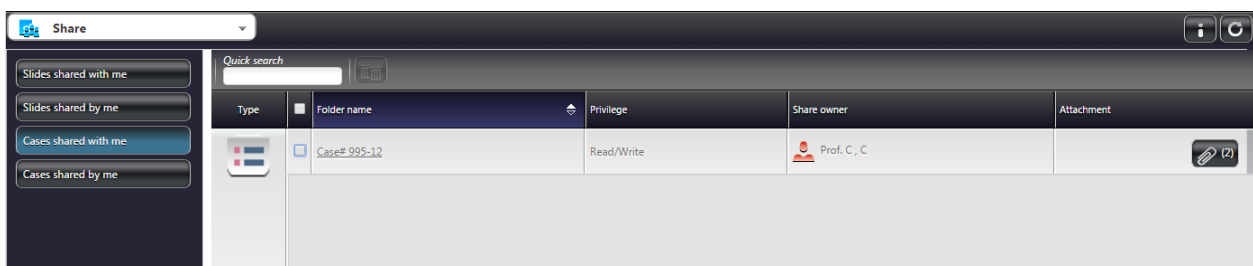 Share
Slides shared with me
Slides shared by me
Cases shared with me
Cases shared by me
Quick search
Type Folder name Privilege Share owner Attachment
Case# 995-12 Read/Write Prof. C , C (2)